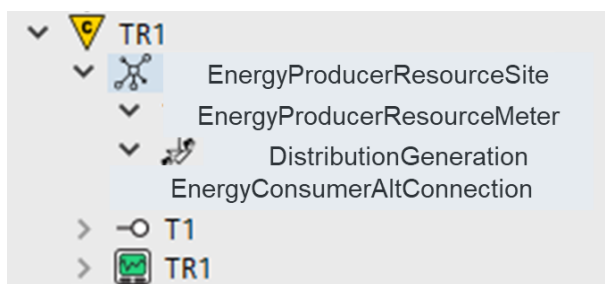 C TR1
EnergyProducerResourceSite
EnergyProducerResourceMeter
DistributionGeneration
EnergyConsumerAltConnection
T1
TR1